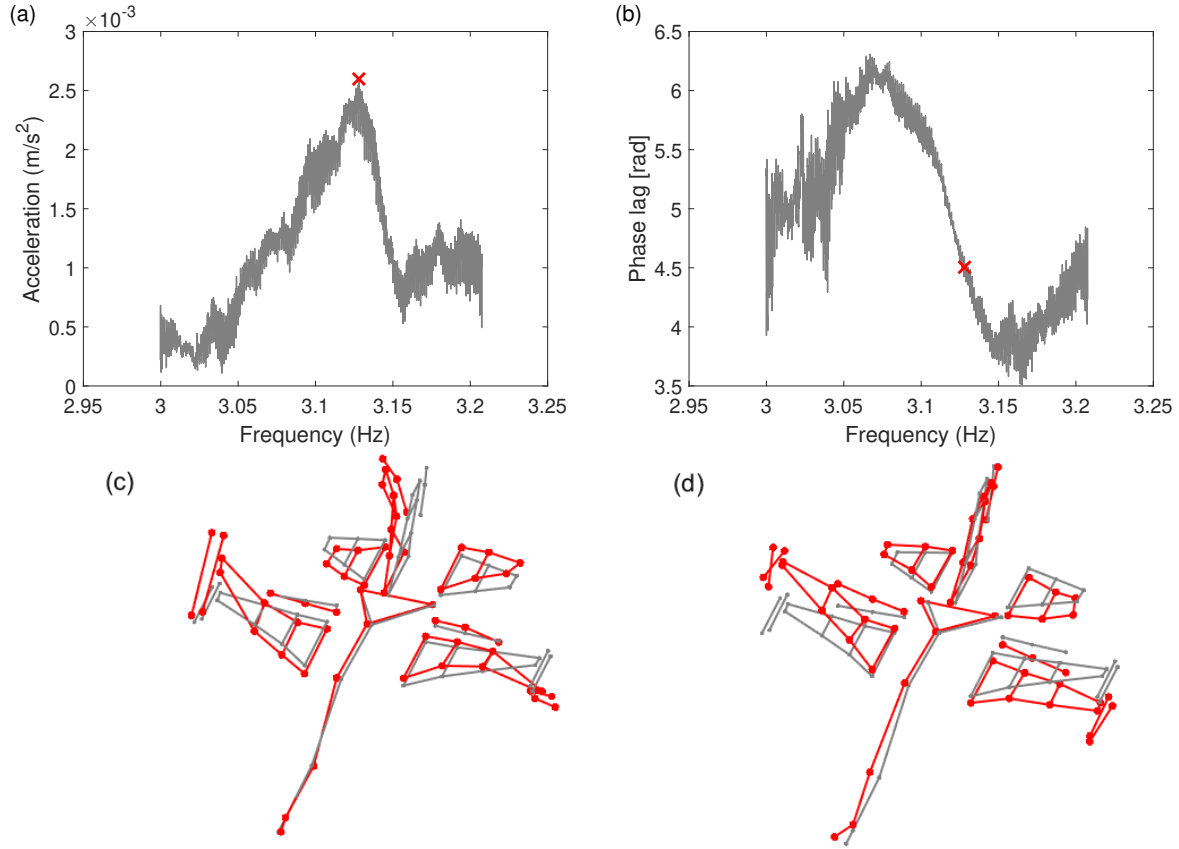 (a)
×10⁻³
3
2.5
2
1.5
1
0.5
0
2.95 3 3.05 3.1 3.15 3.2 3.25
Acceleration (m/s²)
Frequency (Hz)
(b)
6.5
6
5.5
5
4.5
4
3.5
2.95 3 3.05 3.1 3.15 3.2 3.25
Phase lag [rad]
Frequency (Hz)
(c)
(d)